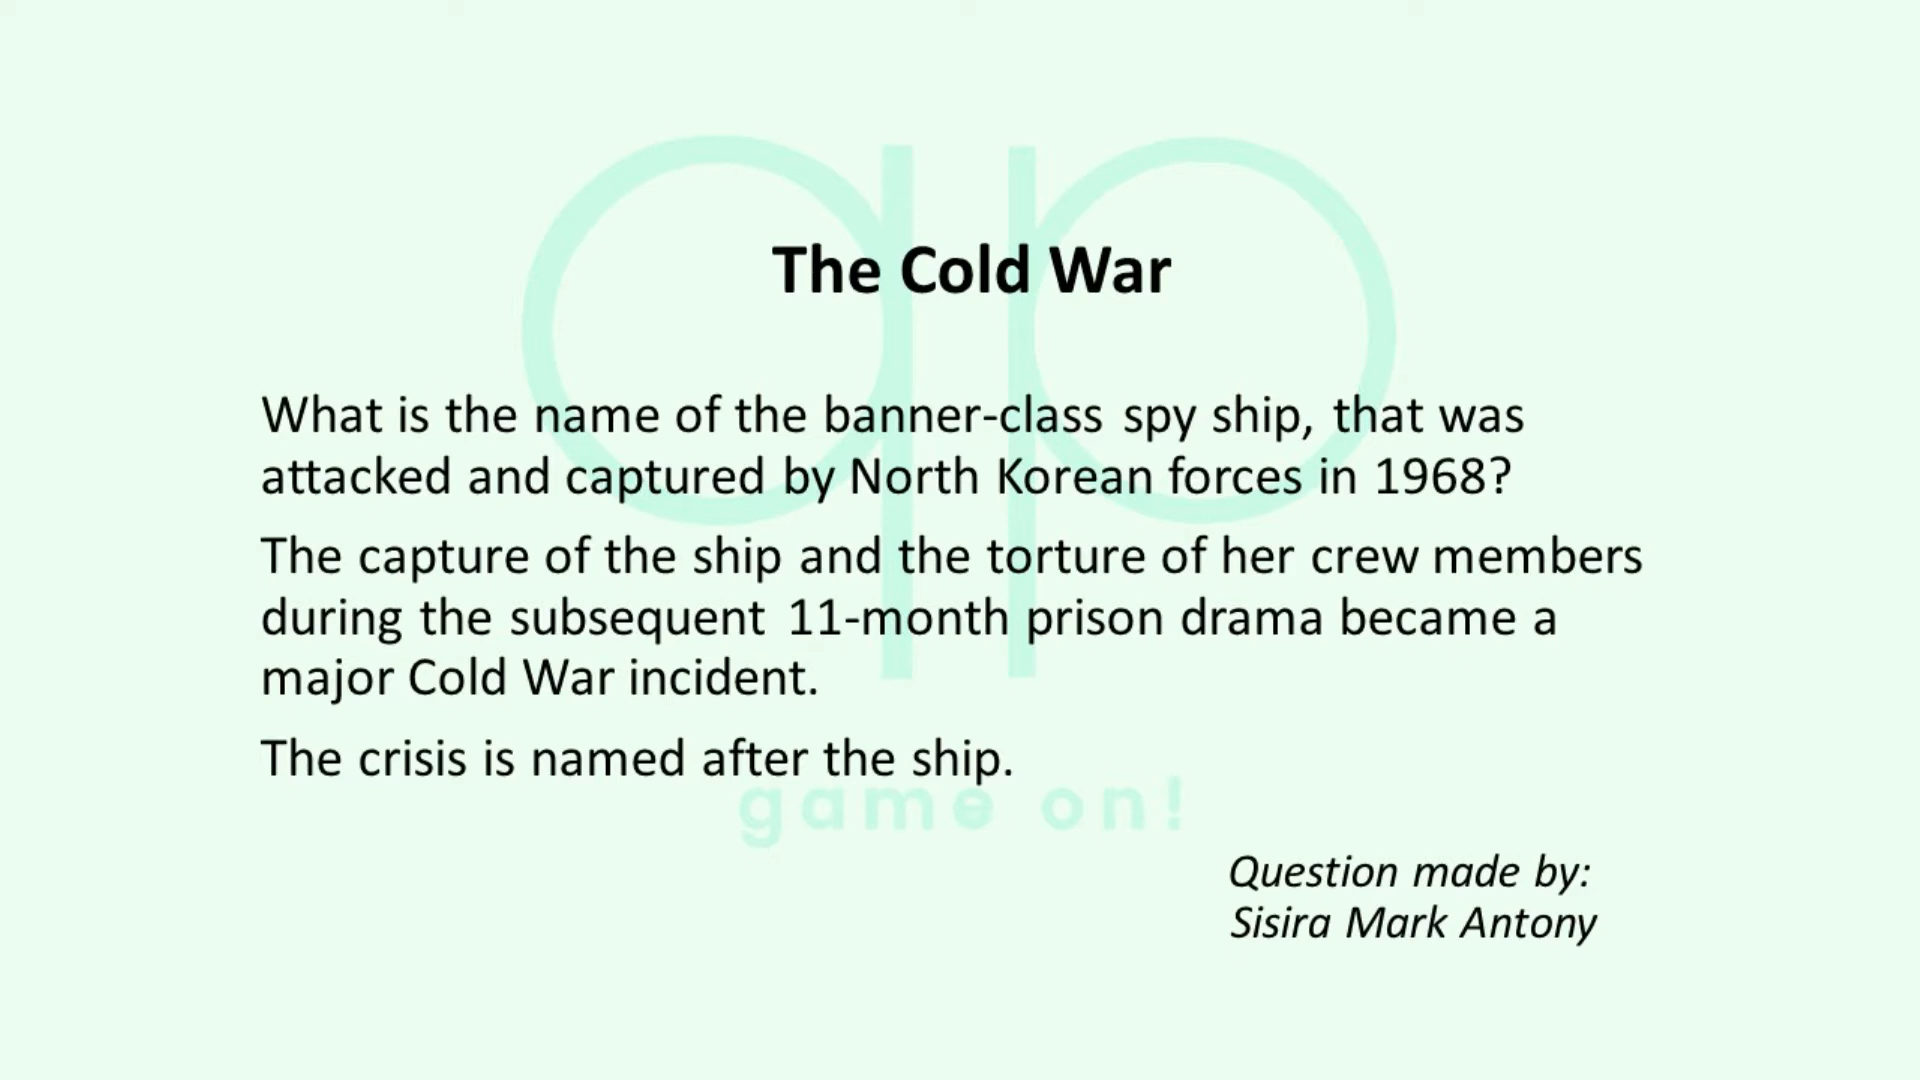 The Cold War
What is the name of the banner-class spy ship, that was
attacked and captured by North Korean forces in 1968?
The capture of the ship and the torture of her crew members
during the subsequent 11-month prison drama became a
major Cold War incident.
The crisis is named after the ship.
game on!
Question made by:
Sisira Mark Antony